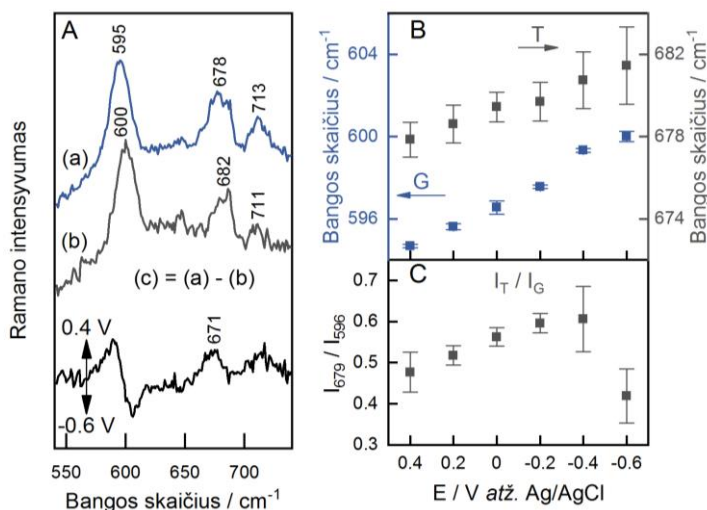 A
595
678
713
600
682
711
(a)
(b)
(c) = (a) - (b)
0.4 V
671
-0.6 V
Ramano intensyvumas
550 600 650 700
Bangos skaičius / cm⁻¹
B
T
G
604
600
596
Bangos skaičius / cm⁻¹
684
678
672
Bangos skaičius / cm⁻¹
C
I_T / I_G
0.7
0.6
0.5
0.4
0.3
I₆₇₉ / I₅₉₆
0.4 0.2 0 -0.2 -0.4 -0.6
E / V atž. Ag/AgCl